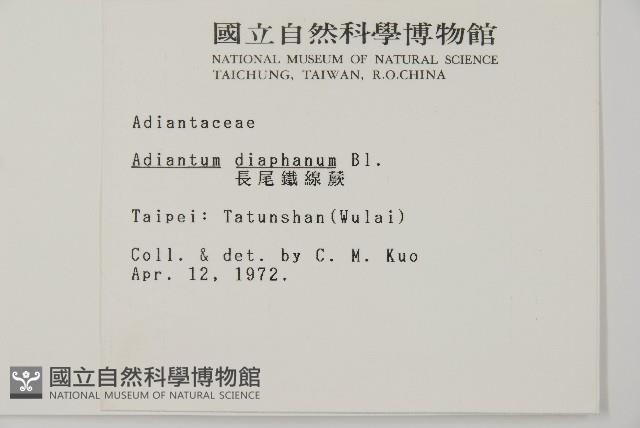 國立自然科學博物館
NATIONAL MUSEUM OF NATURAL SCIENCE
TAICHUNG, TAIWAN, R.O.CHINA
Adiantaceae
Adiantum diaphanum Bl.
長尾鐵線蕨
Taipei: Tatunshan(Wulai)
Coll. & det. by C. M. Kuo
Apr. 12, 1972.
國立自然科學博物館
NATIONAL MUSEUM OF NATURAL SCIENCE